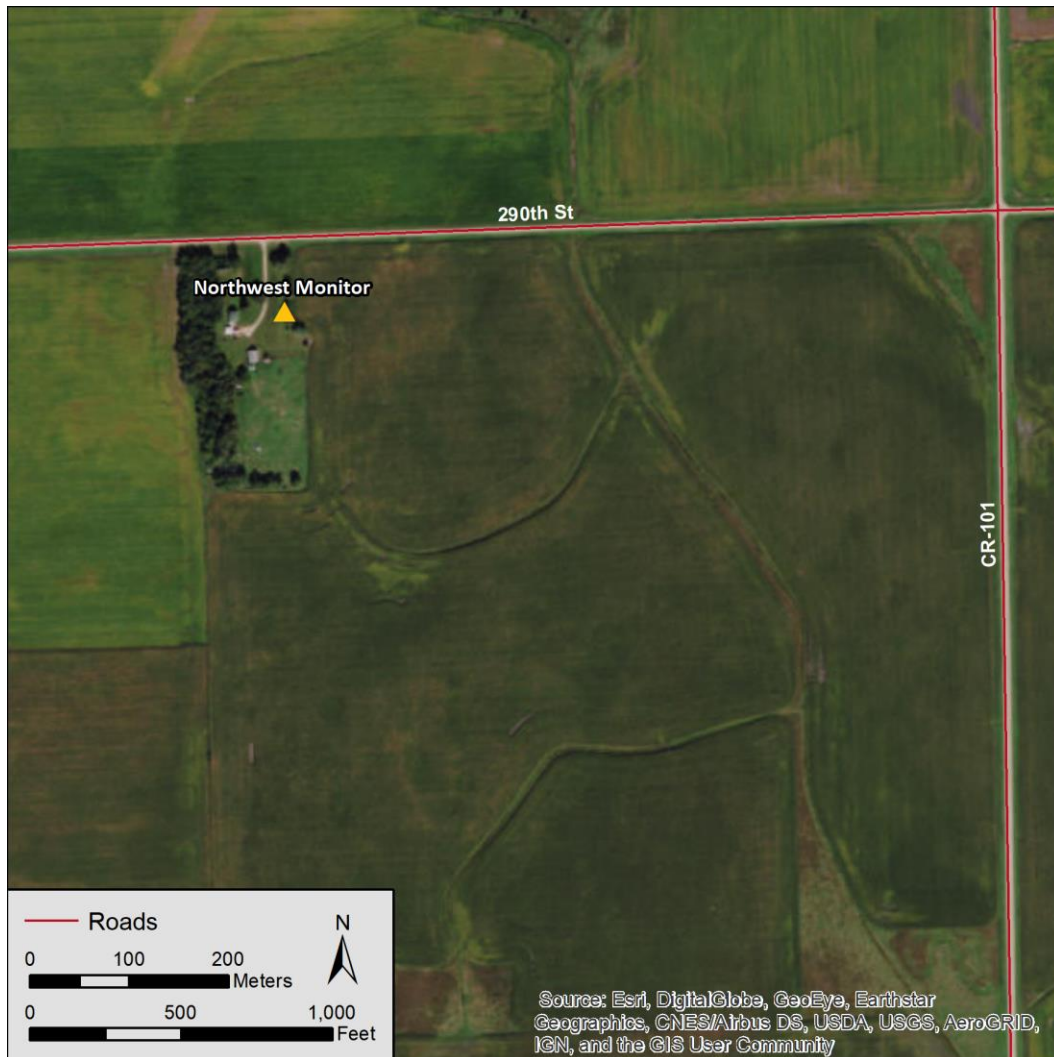 290th St
Northwest Monitor
CR-101
Roads
N
0 100 200
Meters
0 500 1,000
Feet
Source: Esri, DigitalGlobe, GeoEye, Earthstar
Geographics, CNES/Airbus DS, USDA, USGS, AeroGRID,
IGN, and the GIS User Community